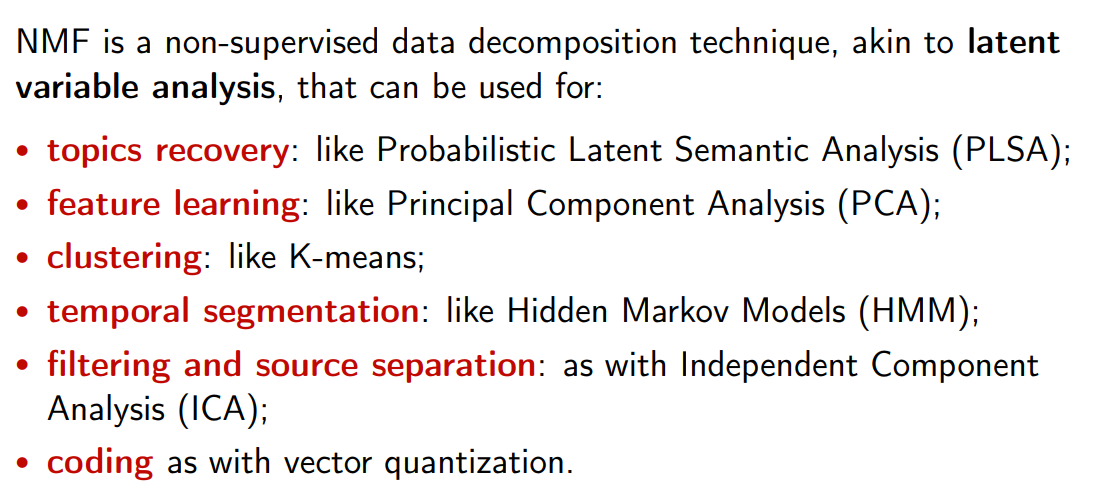 NMF is a non-supervised data decomposition technique, akin to latent
variable analysis, that can be used for:
• topics recovery: like Probabilistic Latent Semantic Analysis (PLSA);
• feature learning: like Principal Component Analysis (PCA);
• clustering: like K-means;
• temporal segmentation: like Hidden Markov Models (HMM);
• filtering and source separation: as with Independent Component
Analysis (ICA);
• coding as with vector quantization.